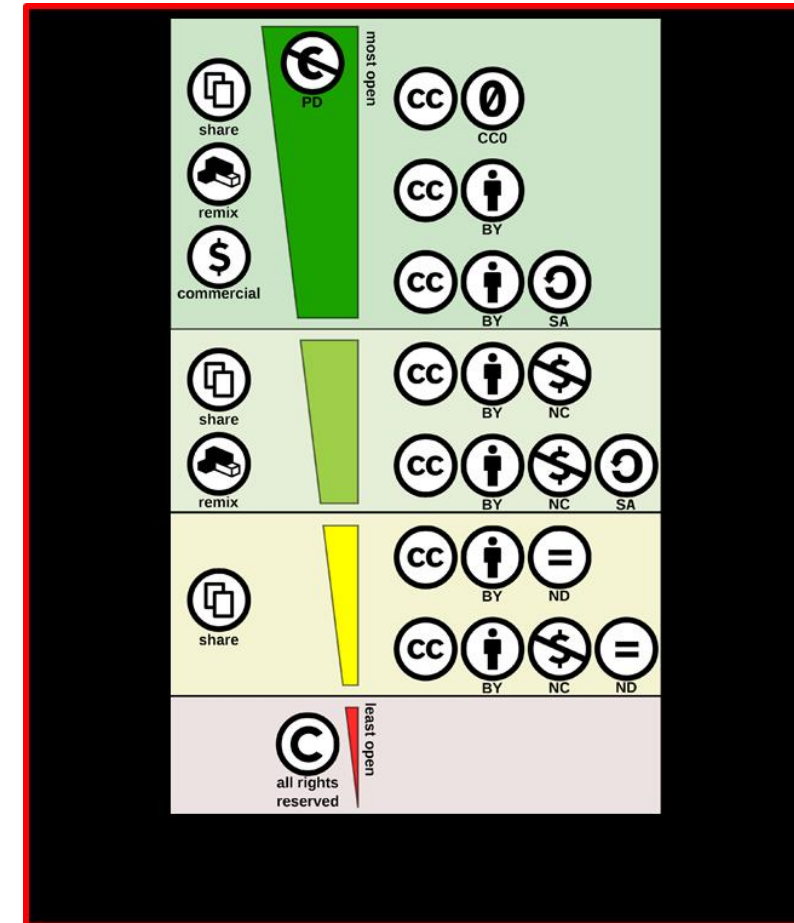 most open
PD
share
remix
commercial
cc 0
CC0
cc
BY
cc
BY SA
share
remix
cc $
BY NC
cc $
BY NC SA
share
cc =
BY ND
cc $ =
BY NC ND
least open
C
all rights
reserved